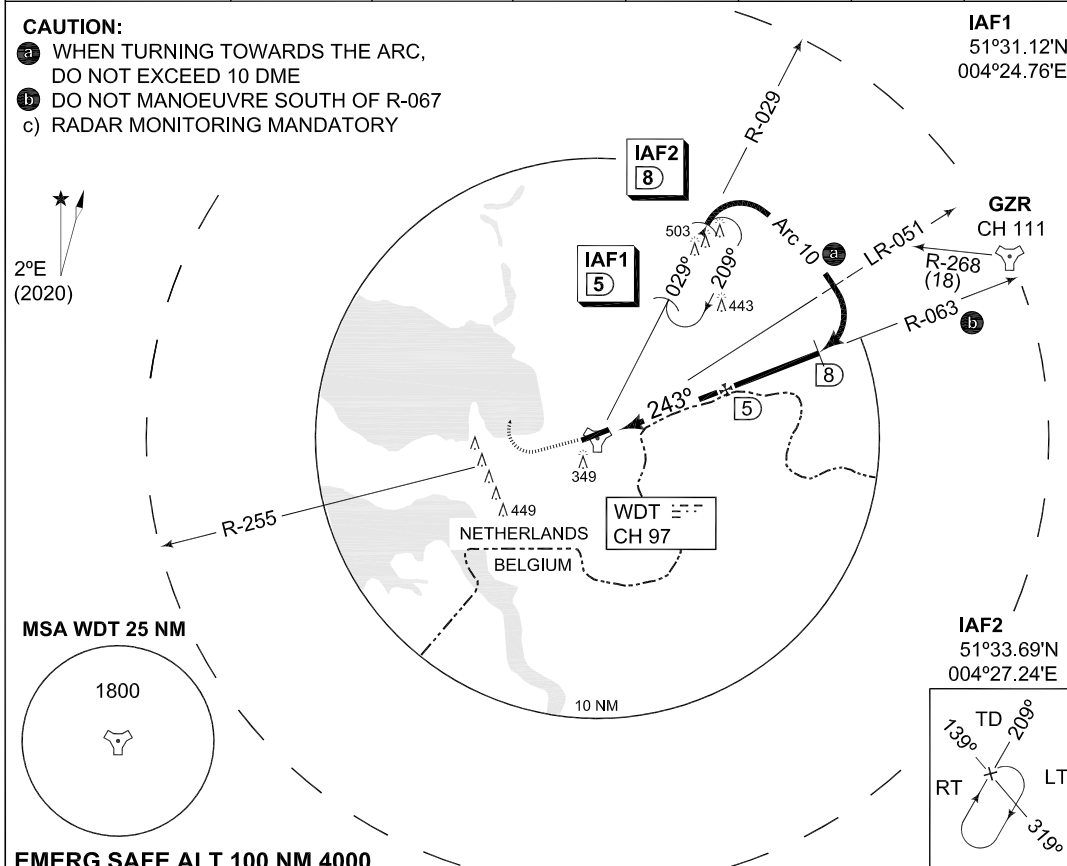 CAUTION:
a WHEN TURNING TOWARDS THE ARC,
DO NOT EXCEED 10 DME
b DO NOT MANOEUVRE SOUTH OF R-067
c) RADAR MONITORING MANDATORY
IAF1
51º31.12'N
004º24.76'E
R-029
IAF2
8
2ºE
(2020)
503
IAF1
5
029º
209º
443
Arc 10
a
LR-051
GZR
CH 111
R-268
(18)
R-063
b
8
5
243º
349
449
R-255
WDT
CH 97
NETHERLANDS
BELGIUM
10 NM
MSA WDT 25 NM
1800
IAF2
51º33.69'N
004º27.24'E
TD
139º
209º
RT
LT
319º
EMERG SAFE ALT 100 NM 4000